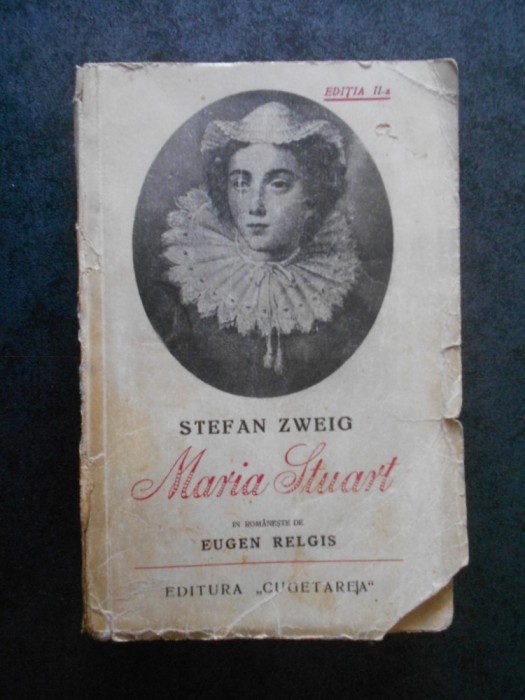 EDIȚIA II-a
STEFAN ZWEIG
Maria Stuart
IN ROMÂNEȘTE DE
EUGEN RELGIS
EDITURA „CUGETAREA"